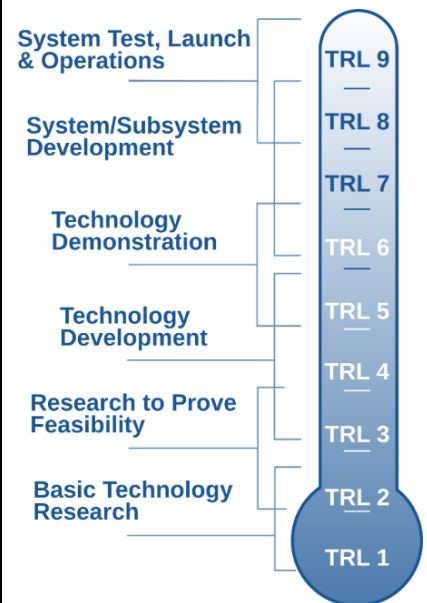 System Test, Launch
& Operations
TRL 9
System/Subsystem
Development
TRL 8
TRL 7
Technology
Demonstration
TRL 6
Technology
Development
TRL 5
TRL 4
Research to Prove
Feasibility
TRL 3
Basic Technology
Research
TRL 2
TRL 1